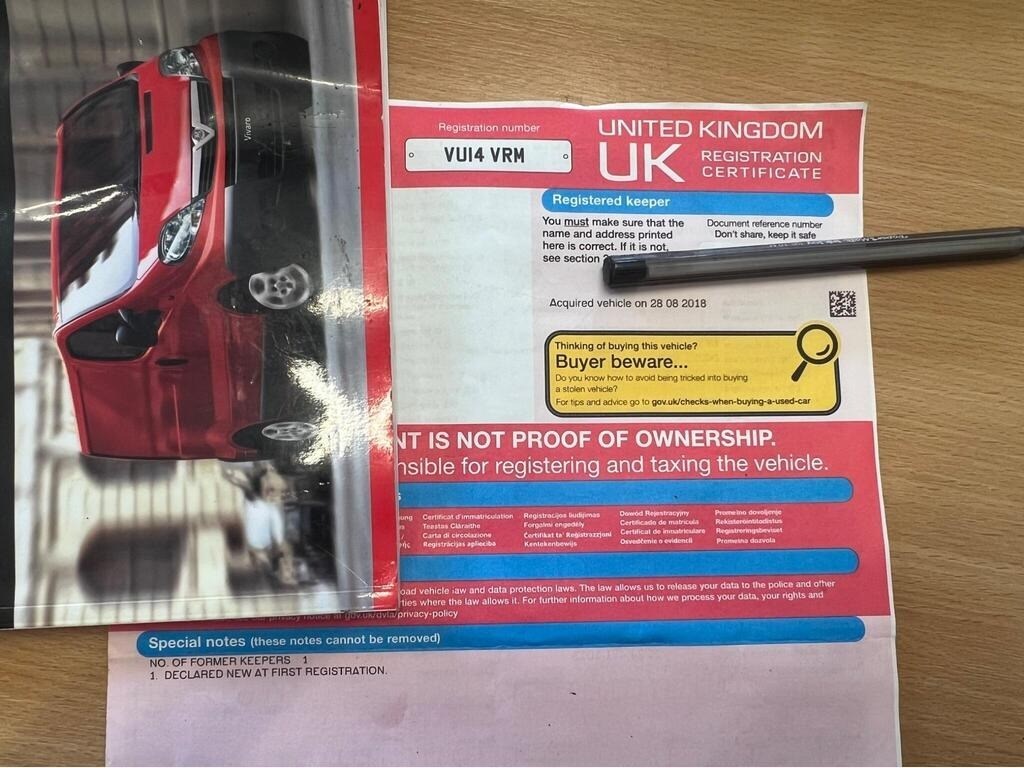 Vivaro
Registration number
VU14 VRM
UNITED KINGDOM
UK REGISTRATION
CERTIFICATE
Registered keeper
You must make sure that the
name and address printed
here is correct. If it is not,
see section
Document reference number
Don't share, keep it safe
Acquired vehicle on 28 08 2018
Thinking of buying this vehicle?
Buyer beware...
Do you know how to avoid being tricked into buying
a stolen vehicle?
For tips and advice go to gov.uk/checks-when-buying-a-used-car
NT IS NOT PROOF OF OWNERSHIP.
nsible for registering and taxing the vehicle.
s
ung Certificat d'immatriculation Registracijos liudijimas Dowód Rejestracyjny Prometno dovoljenje
Teastas Cláraithe Forgalmi engedély Certificado de matrícula Rekisteröintitodistus
Carta di circolazione Ċertifikat ta' Reġistrazzjoni Certificat de înmatriculare Registreringsbeviset
Reģistrācijas apliecība Kentekenbewijs Osvedčenie o evidencii Prometna dozvola
oad vehicle law and data protection laws. The law allows us to release your data to the police and other
ties where the law allows it. For further information about how we process your data, your rights and
privacy notice at gov.uk/dvla/privacy-policy
Special notes (these notes cannot be removed)
NO. OF FORMER KEEPERS 1
1. DECLARED NEW AT FIRST REGISTRATION.